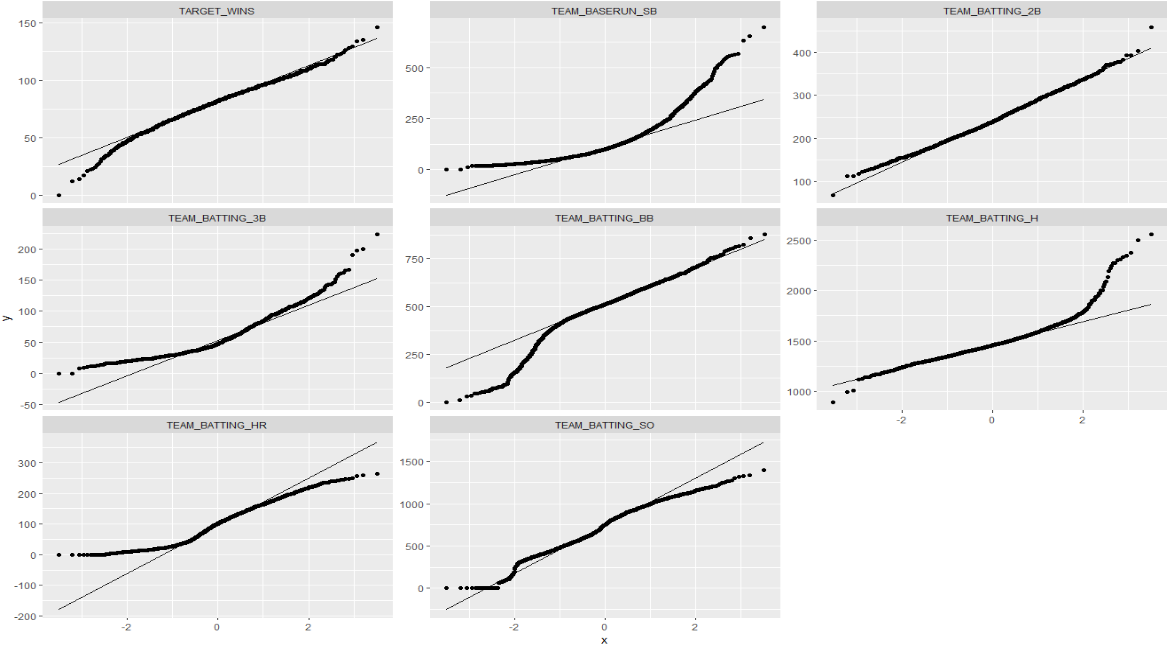 TARGET_WINS
TEAM_BASERUN_SB
TEAM_BATTING_2B
150
100
50
0
500
250
0
400
300
200
100
TEAM_BATTING_3B
TEAM_BATTING_BB
TEAM_BATTING_H
200
150
100
50
0
-50
750
500
250
0
2500
2000
1500
1000
-2 0 2
y
TEAM_BATTING_HR
TEAM_BATTING_SO
300
200
100
0
-100
-200
1500
1000
500
0
-2 0 2
-2 0 2
x